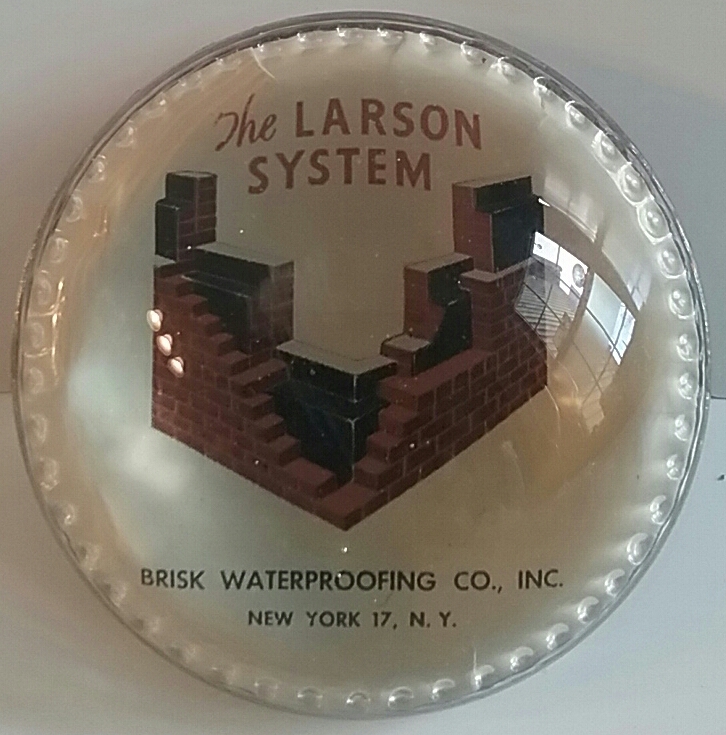 The LARSON
SYSTEM
BRISK WATERPROOFING CO., INC.
NEW YORK 17, N. Y.